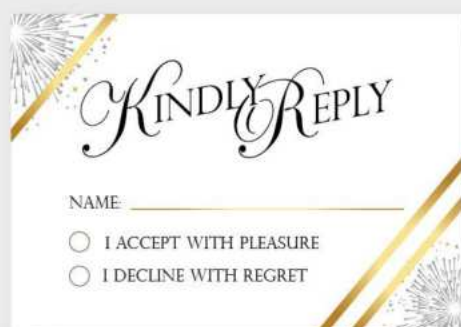 KINDLY REPLY
NAME:
I ACCEPT WITH PLEASURE
I DECLINE WITH REGRET